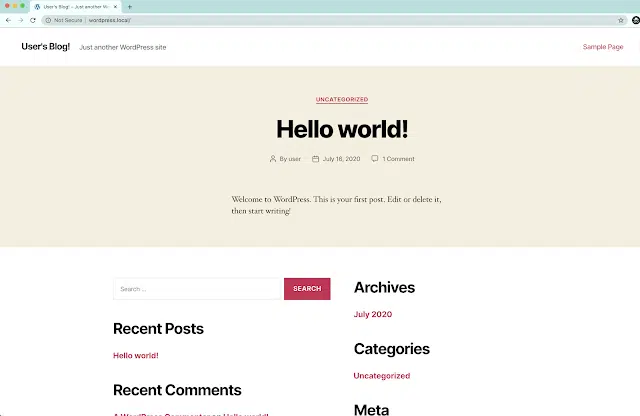 User's Blog! – Just another Wo
Not Secure | wordpress.local/
User's Blog! Just another WordPress site
Sample Page
UNCATEGORIZED
Hello world!
By user July 16, 2020 1 Comment
Welcome to WordPress. This is your first post. Edit or delete it,
then start writing!
Search …
SEARCH
Recent Posts
Hello world!
Recent Comments
A WordPress Commenter on Hello world!
Archives
July 2020
Categories
Uncategorized
Meta